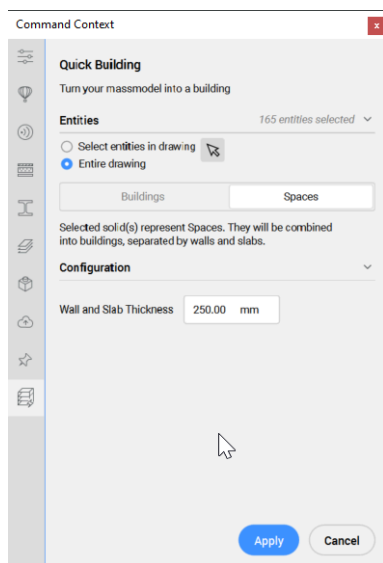 Command Context
x
Quick Building
Turn your massmodel into a building
Entities 165 entities selected
Select entities in drawing
Entire drawing
Buildings Spaces
Selected solid(s) represent Spaces. They will be combined
into buildings, separated by walls and slabs.
Configuration
Wall and Slab Thickness 250.00 mm
Apply Cancel